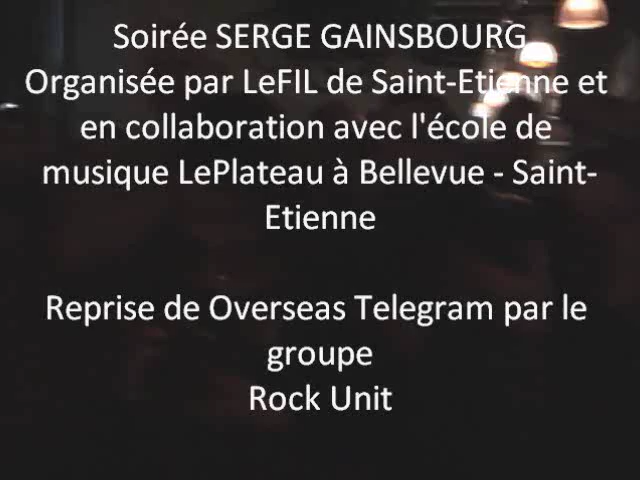 Soirée SERGE GAINSBOURG
Organisée par LeFIL de Saint-Etienne et
en collaboration avec l'école de
musique LePlateau à Bellevue - Saint-
Etienne
Reprise de Overseas Telegram par le
groupe
Rock Unit